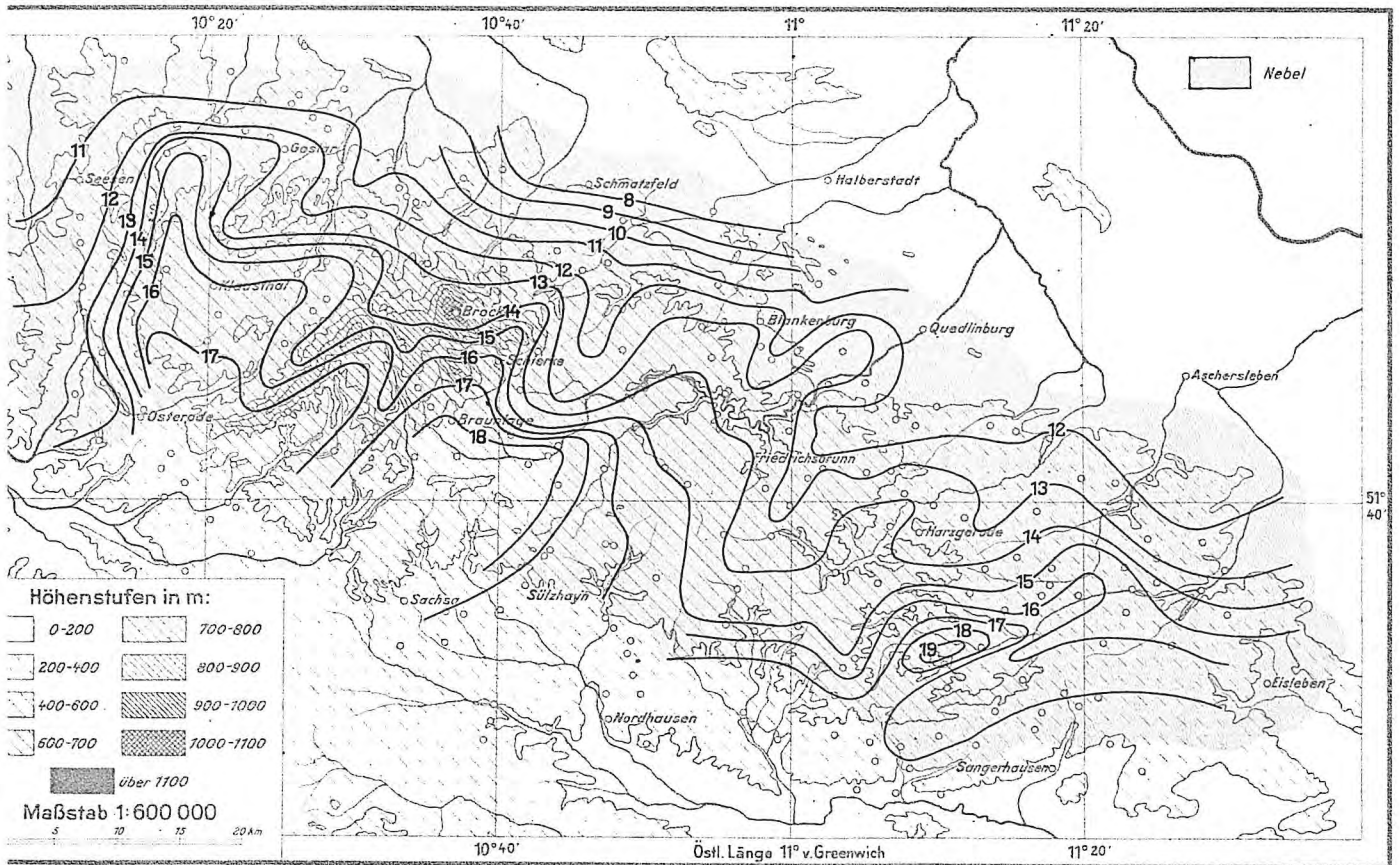 10° 20'
10° 40'
11°
11° 20'
Nebel
11
Seesen
Goslar
Schmatzfeld
Halberstadt
12
8
13
9
14
10
15
11
16
12
Klausthal
13
Brock
14
Blankenburg
Quedlinburg
15
17
16
Schierke
17
Aschersleben
Osterode
Braunlage
18
12
Friedrichsbrunn
13
51°
40'
Harzgerode
14
15
Sachsa
Sülzhayn
16
17
18
19
Eisleben
Nordhausen
Sangerhausen
Höhenstufen in m:
0-200
700-800
200-400
800-900
400-600
900-1000
600-700
1000-1100
über 1100
Maßstab 1:600 000
5 10 15 20 Km
10° 40'
Östl. Länge 11° v. Greenwich
11° 20'